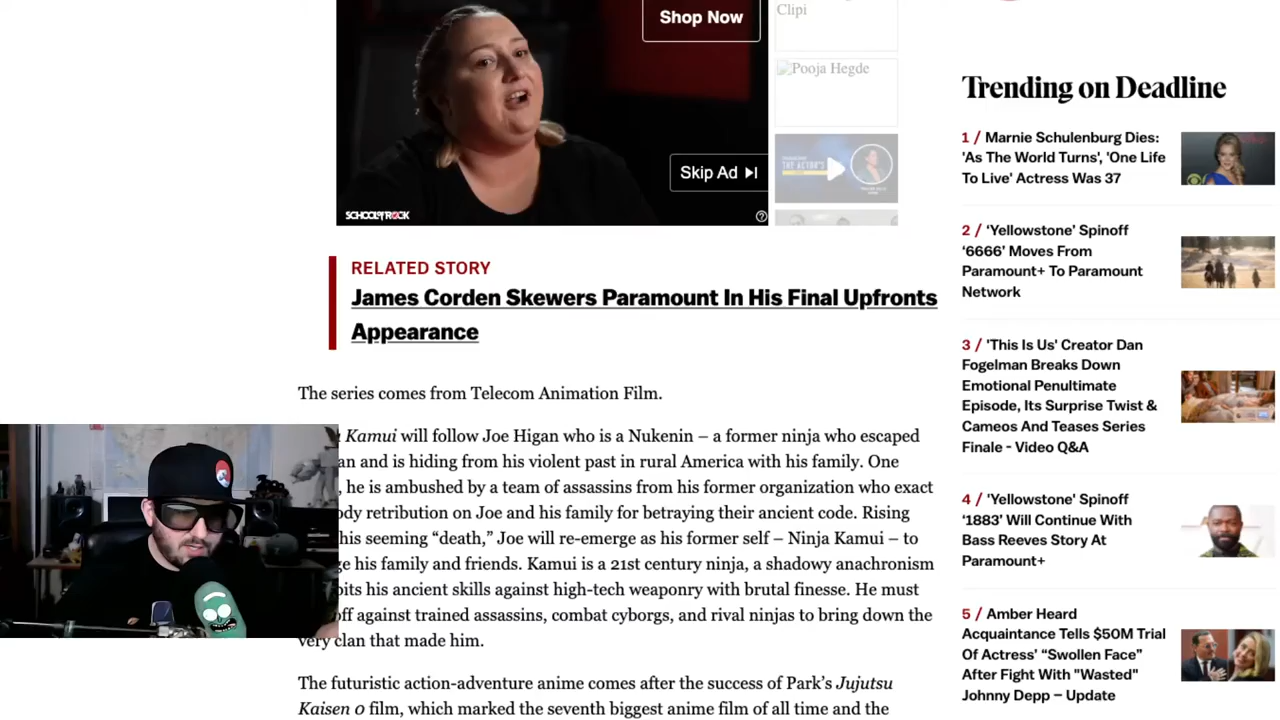 Shop Now
Skip Ad
SCHOOL of ROCK
Clipi
Pooja Hegde
THE ACTOR'S
RELATED STORY
James Corden Skewers Paramount In His Final Upfronts
Appearance
The series comes from Telecom Animation Film.
Kamui will follow Joe Higan who is a Nukenin – a former ninja who escaped
an and is hiding from his violent past in rural America with his family. One
, he is ambushed by a team of assassins from his former organization who exact
ody retribution on Joe and his family for betraying their ancient code. Rising
his seeming “death,” Joe will re-emerge as his former self – Ninja Kamui – to
ge his family and friends. Kamui is a 21st century ninja, a shadowy anachronism
oits his ancient skills against high-tech weaponry with brutal finesse. He must
off against trained assassins, combat cyborgs, and rival ninjas to bring down the
very clan that made him.
The futuristic action-adventure anime comes after the success of Park’s Jujutsu
Kaisen 0 film, which marked the seventh biggest anime film of all time and the
Trending on Deadline
1 / Marnie Schulenburg Dies:
'As The World Turns', 'One Life
To Live' Actress Was 37
2 / ‘Yellowstone’ Spinoff
‘6666’ Moves From
Paramount+ To Paramount
Network
3 / 'This Is Us' Creator Dan
Fogelman Breaks Down
Emotional Penultimate
Episode, Its Surprise Twist &
Cameos And Teases Series
Finale - Video Q&A
4 / 'Yellowstone' Spinoff
‘1883’ Will Continue With
Bass Reeves Story At
Paramount+
5 / Amber Heard
Acquaintance Tells $50M Trial
Of Actress’ “Swollen Face”
After Fight With "Wasted"
Johnny Depp – Update